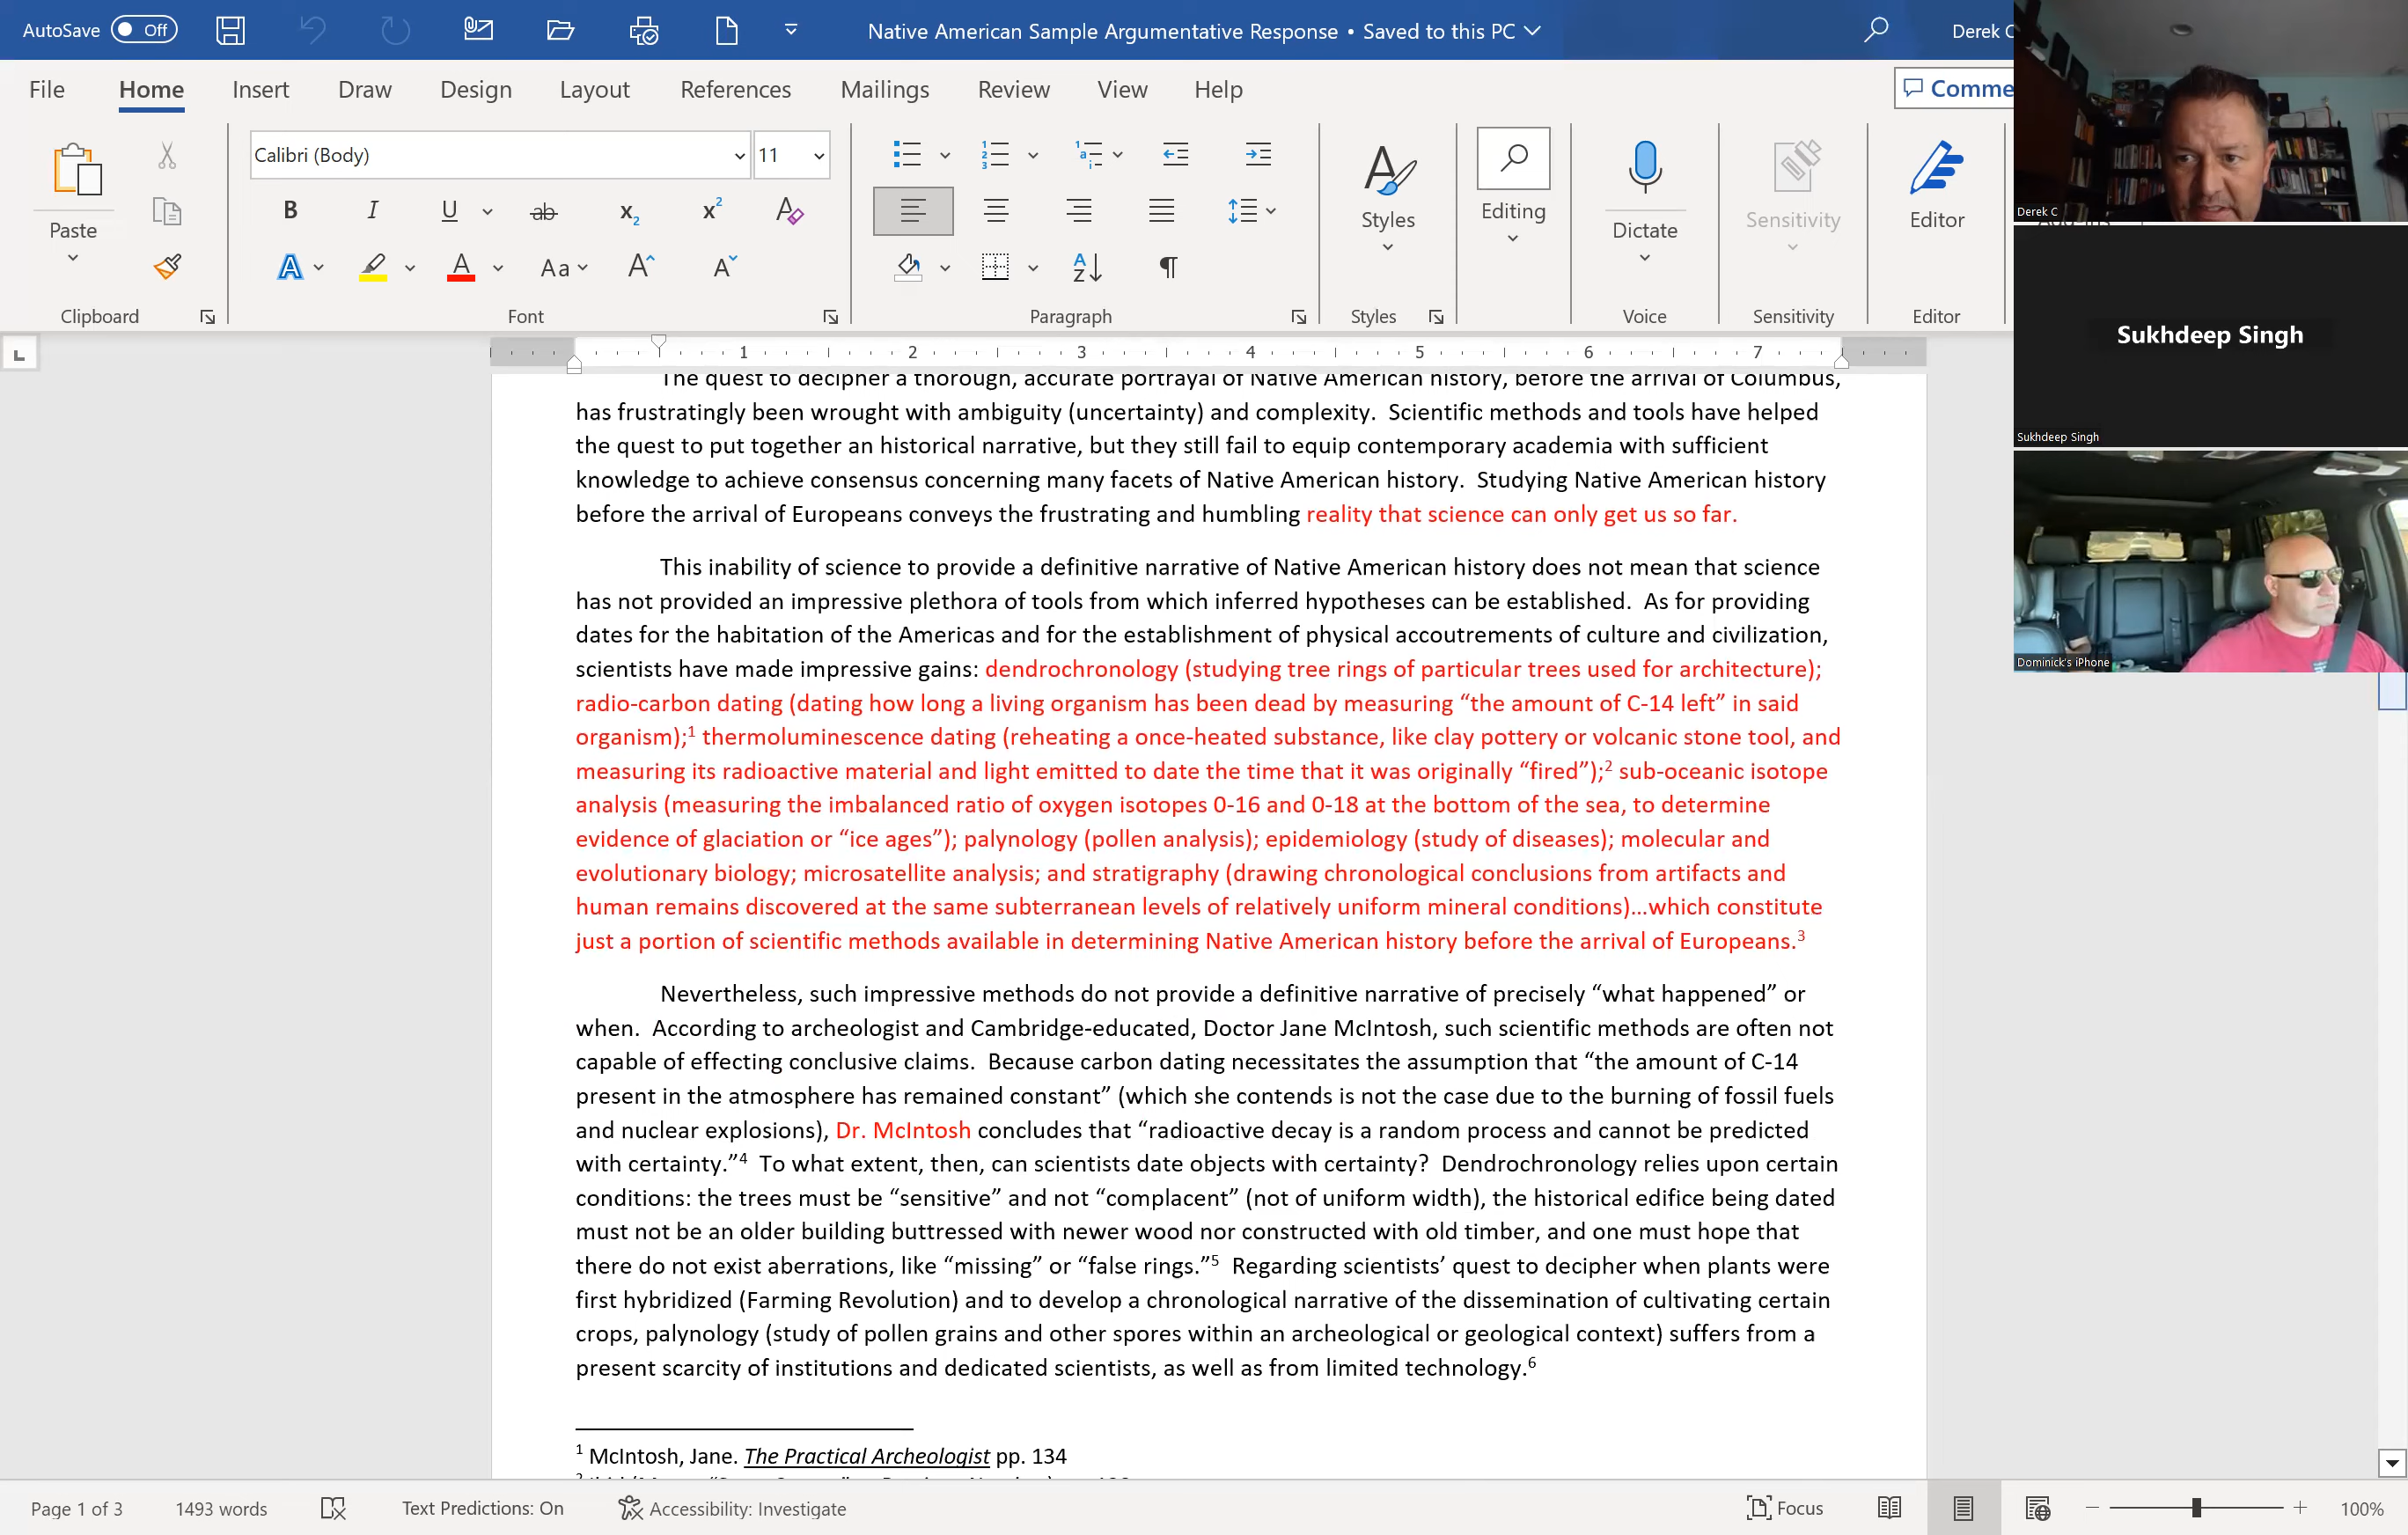 AutoSave Off Native American Sample Argumentative Response • Saved to this PC Derek C
File Home Insert Draw Design Layout References Mailings Review View Help Comme
Calibri (Body) 11
Paste
Clipboard Font Paragraph Styles Styles Editing Dictate Voice Sensitivity Sensitivity Editor Editor
Derek C
Sukhdeep Singh
Sukhdeep Singh
Dominick's iPhone
1 2 3 4 5 6 7
The quest to decipher a thorough, accurate portrayal of Native American history, before the arrival of Columbus,
has frustratingly been wrought with ambiguity (uncertainty) and complexity. Scientific methods and tools have helped
the quest to put together an historical narrative, but they still fail to equip contemporary academia with sufficient
knowledge to achieve consensus concerning many facets of Native American history. Studying Native American history
before the arrival of Europeans conveys the frustrating and humbling reality that science can only get us so far.
This inability of science to provide a definitive narrative of Native American history does not mean that science
has not provided an impressive plethora of tools from which inferred hypotheses can be established. As for providing
dates for the habitation of the Americas and for the establishment of physical accoutrements of culture and civilization,
scientists have made impressive gains: dendrochronology (studying tree rings of particular trees used for architecture);
radio-carbon dating (dating how long a living organism has been dead by measuring “the amount of C-14 left” in said
organism);1 thermoluminescence dating (reheating a once-heated substance, like clay pottery or volcanic stone tool, and
measuring its radioactive material and light emitted to date the time that it was originally “fired”);2 sub-oceanic isotope
analysis (measuring the imbalanced ratio of oxygen isotopes 0-16 and 0-18 at the bottom of the sea, to determine
evidence of glaciation or “ice ages”); palynology (pollen analysis); epidemiology (study of diseases); molecular and
evolutionary biology; microsatellite analysis; and stratigraphy (drawing chronological conclusions from artifacts and
human remains discovered at the same subterranean levels of relatively uniform mineral conditions)…which constitute
just a portion of scientific methods available in determining Native American history before the arrival of Europeans.3
Nevertheless, such impressive methods do not provide a definitive narrative of precisely “what happened” or
when. According to archeologist and Cambridge-educated, Doctor Jane McIntosh, such scientific methods are often not
capable of effecting conclusive claims. Because carbon dating necessitates the assumption that “the amount of C-14
present in the atmosphere has remained constant” (which she contends is not the case due to the burning of fossil fuels
and nuclear explosions), Dr. McIntosh concludes that “radioactive decay is a random process and cannot be predicted
with certainty.”4 To what extent, then, can scientists date objects with certainty? Dendrochronology relies upon certain
conditions: the trees must be “sensitive” and not “complacent” (not of uniform width), the historical edifice being dated
must not be an older building buttressed with newer wood nor constructed with old timber, and one must hope that
there do not exist aberrations, like “missing” or “false rings.”5 Regarding scientists’ quest to decipher when plants were
first hybridized (Farming Revolution) and to develop a chronological narrative of the dissemination of cultivating certain
crops, palynology (study of pollen grains and other spores within an archeological or geological context) suffers from a
present scarcity of institutions and dedicated scientists, as well as from limited technology.6
1 McIntosh, Jane. The Practical Archeologist pp. 134
Page 1 of 3 1493 words Text Predictions: On Accessibility: Investigate Focus 100%